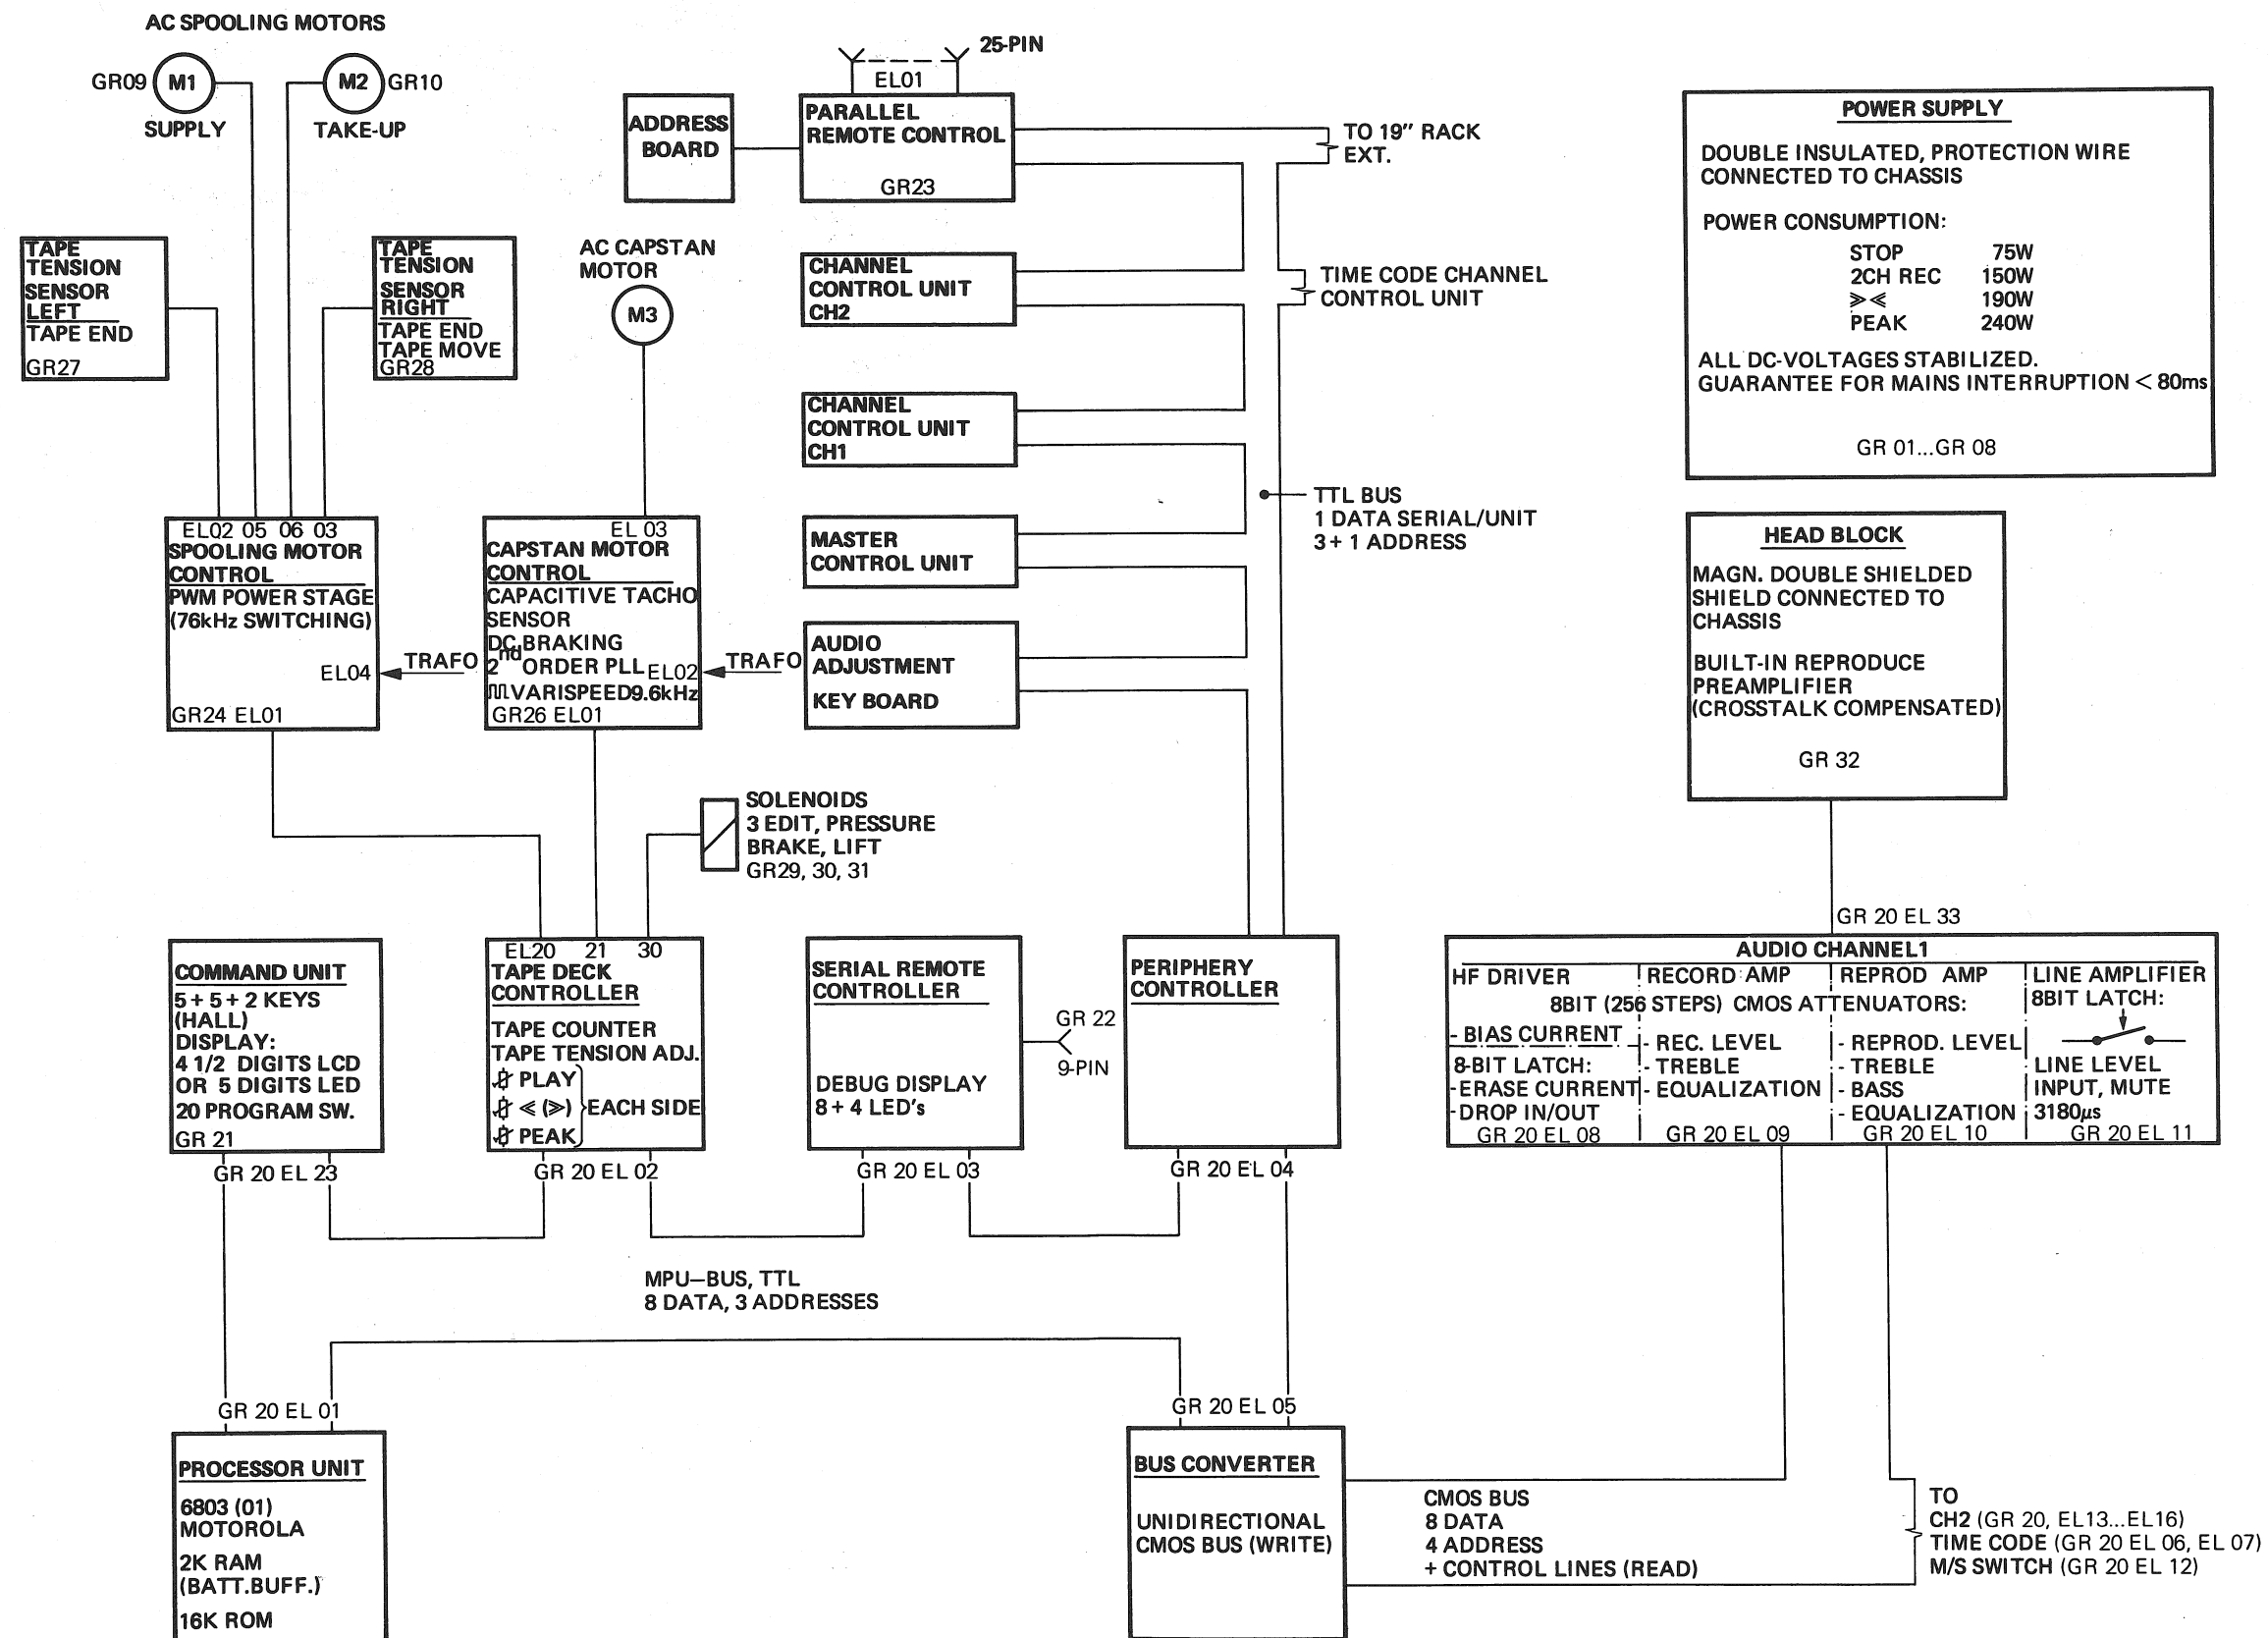 AC SPOOLING MOTORS
GR09 M1
SUPPLY
M2 GR10
TAKE-UP
25-PIN
EL01
ADDRESS
BOARD
PARALLEL
REMOTE CONTROL
GR23
TO 19" RACK
EXT.
POWER SUPPLY
DOUBLE INSULATED, PROTECTION WIRE
CONNECTED TO CHASSIS
POWER CONSUMPTION:
STOP 75W
2CH REC 150W
⪢⪡ 190W
PEAK 240W
ALL DC-VOLTAGES STABILIZED.
GUARANTEE FOR MAINS INTERRUPTION < 80ms
GR 01...GR 08
TAPE
TENSION
SENSOR
LEFT
TAPE END
GR27
TAPE
TENSION
SENSOR
RIGHT
TAPE END
TAPE MOVE
GR28
AC CAPSTAN
MOTOR
M3
CHANNEL
CONTROL UNIT
CH2
TIME CODE CHANNEL
CONTROL UNIT
CHANNEL
CONTROL UNIT
CH1
TTL BUS
1 DATA SERIAL/UNIT
3 + 1 ADDRESS
EL02 05 06 03
SPOOLING MOTOR
CONTROL
PWM POWER STAGE
(76kHz SWITCHING)
EL04
GR24 EL01
TRAFO
EL 03
CAPSTAN MOTOR
CONTROL
CAPACITIVE TACHO
SENSOR
DC BRAKING
2nd ORDER PLL EL02
VARISPEED9.6kHz
GR26 EL01
TRAFO
MASTER
CONTROL UNIT
AUDIO
ADJUSTMENT
KEY BOARD
HEAD BLOCK
MAGN. DOUBLE SHIELDED
SHIELD CONNECTED TO
CHASSIS
BUILT-IN REPRODUCE
PREAMPLIFIER
(CROSSTALK COMPENSATED)
GR 32
SOLENOIDS
3 EDIT, PRESSURE
BRAKE, LIFT
GR29, 30, 31
COMMAND UNIT
5 + 5 + 2 KEYS
(HALL)
DISPLAY:
4 1/2 DIGITS LCD
OR 5 DIGITS LED
20 PROGRAM SW.
GR 21
GR 20 EL 23
EL20 21 30
TAPE DECK
CONTROLLER
TAPE COUNTER
TAPE TENSION ADJ.
PLAY
≪ (≫) EACH SIDE
PEAK
GR 20 EL 02
SERIAL REMOTE
CONTROLLER
DEBUG DISPLAY
8 + 4 LED's
GR 20 EL 03
GR 22
9-PIN
PERIPHERY
CONTROLLER
GR 20 EL 04
GR 20 EL 33
AUDIO CHANNEL1
HF DRIVER RECORD AMP REPROD AMP LINE AMPLIFIER
8BIT (256 STEPS) CMOS ATTENUATORS:
- BIAS CURRENT
8-BIT LATCH:
-ERASE CURRENT
-DROP IN/OUT
GR 20 EL 08
- REC. LEVEL
- TREBLE
- EQUALIZATION
GR 20 EL 09
- REPROD. LEVEL
- TREBLE
- BASS
- EQUALIZATION
GR 20 EL 10
8BIT LATCH:
LINE LEVEL
INPUT, MUTE
3180µs
GR 20 EL 11
MPU—BUS, TTL
8 DATA, 3 ADDRESSES
GR 20 EL 01
PROCESSOR UNIT
6803 (01)
MOTOROLA
2K RAM
(BATT.BUFF.)
16K ROM
GR 20 EL 05
BUS CONVERTER
UNIDIRECTIONAL
CMOS BUS (WRITE)
CMOS BUS
8 DATA
4 ADDRESS
+ CONTROL LINES (READ)
TO
CH2 (GR 20, EL13...EL16)
TIME CODE (GR 20 EL 06, EL 07)
M/S SWITCH (GR 20 EL 12)